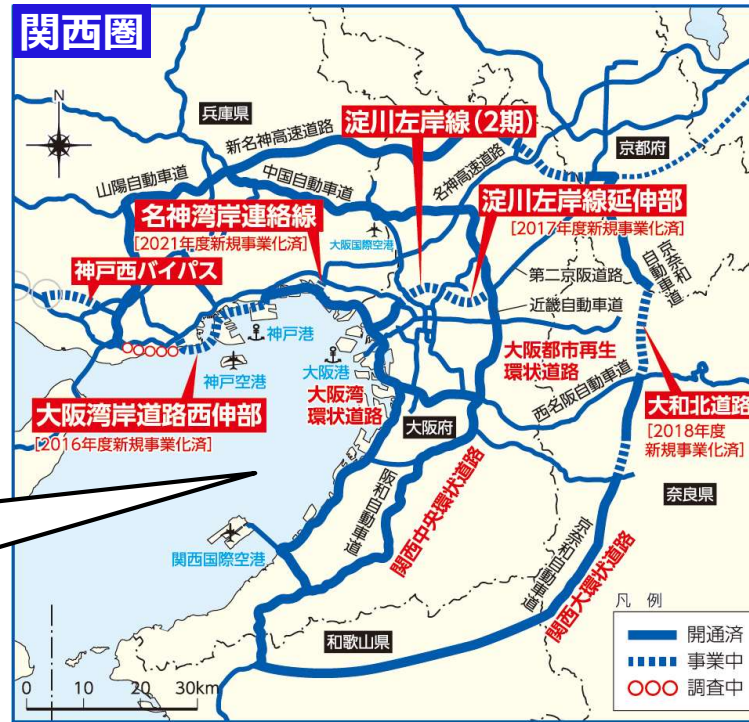 関西圏
N
兵庫県
新名神高速道路
淀川左岸線(2期)
名神高速道路
京都府
山陽自動車道
中国自動車道
名神湾岸連絡線
[2021年度新規事業化済]
大阪国際空港
淀川左岸線延伸部
[2017年度新規事業化済]
神戸西バイパス
第二京阪道路
京奈和
自動車道
近畿自動車道
神戸港
神戸空港
大阪港
大阪湾
環状道路
大阪都市再生
環状道路
西名阪自動車道
大阪湾岸道路西伸部
[2016年度新規事業化済]
大阪府
大和北道路
[2018年度
新規事業化済]
奈良県
阪和自動車道
関西中央環状道路
関西国際空港
京奈和自動車道
関西大環状道路
和歌山県
凡 例
開通済
事業中
調査中
0 10 20 30km